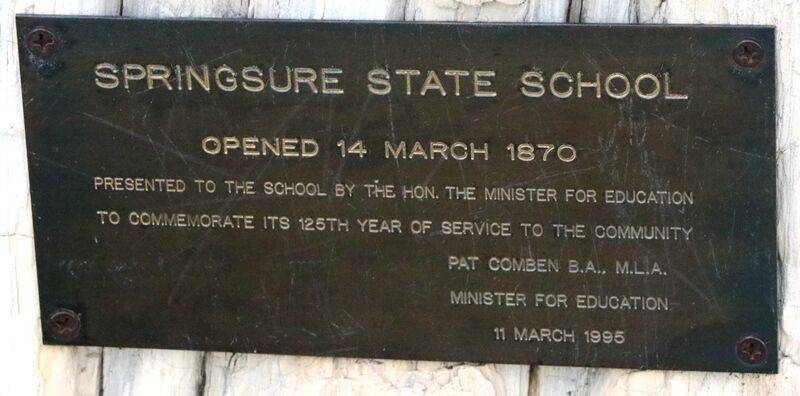 SPRINGSURE STATE SCHOOL
OPENED 14 MARCH 1870
PRESENTED TO THE SCHOOL BY THE HON. THE MINISTER FOR EDUCATION
TO COMMEMORATE ITS 125TH YEAR OF SERVICE TO THE COMMUNITY
PAT COMBEN B.A., M.L.A.
MINISTER FOR EDUCATION
11 MARCH 1995